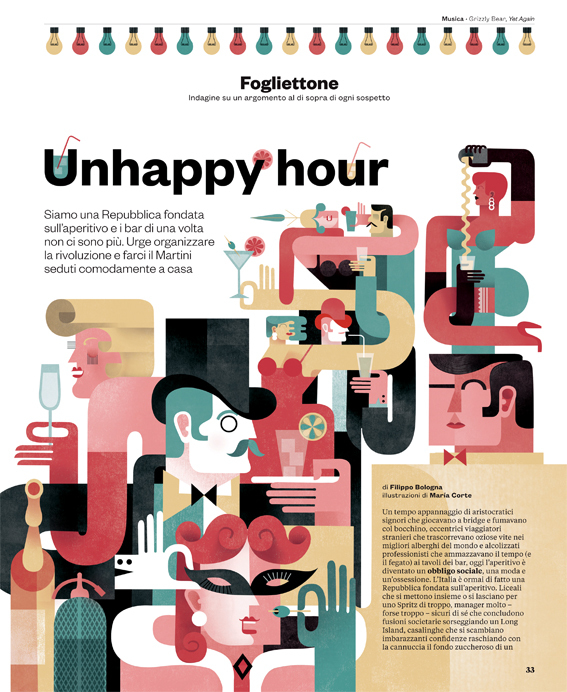 Musica • Grizzly Bear, Yet Again
Fogliettone
Indagine su un argomento al di sopra di ogni sospetto
Unhappy hour
Siamo una Repubblica fondata
sull'aperitivo e i bar di una volta
non ci sono più. Urge organizzare
la rivoluzione e farci il Martini
seduti comodamente a casa
di Filippo Bologna
illustrazioni di María Corte
Un tempo appannaggio di aristocratici
signori che giocavano a bridge e fumavano
col bocchino, eccentrici viaggiatori
stranieri che trascorrevano oziose vite nei
migliori alberghi del mondo e alcolizzati
professionisti che ammazzavano il tempo (e
il fegato) ai tavoli dei bar, oggi l'aperitivo è
diventato un obbligo sociale, una moda e
un'ossessione. L'Italia è ormai di fatto una
Repubblica fondata sull'aperitivo. Liceali
che si mettono insieme o si lasciano per
uno Spritz di troppo, manager molto –
forse troppo – sicuri di sé che concludono
fusioni societarie sorseggiando un Long
Island, casalinghe che si scambiano
imbarazzanti confidenze raschiando con
la cannuccia il fondo zuccheroso di un
33